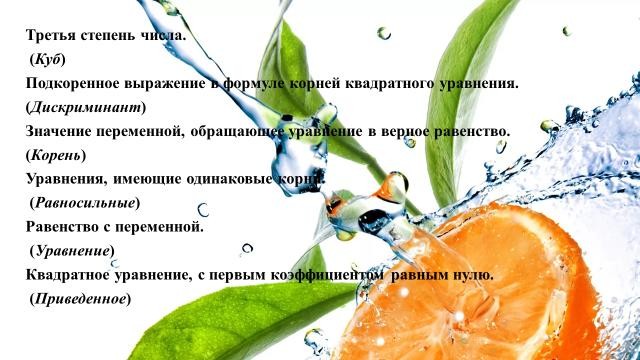 Третья степень числа.
(Куб)
Подкоренное выражение в формуле корней квадратного уравнения.
(Дискриминант)
Значение переменной, обращающее уравнение в верное равенство.
(Корень)
Уравнения, имеющие одинаковые корни.
(Равносильные)
Равенство с переменной.
(Уравнение)
Квадратное уравнение, с первым коэффициентом равным нулю.
(Приведенное)